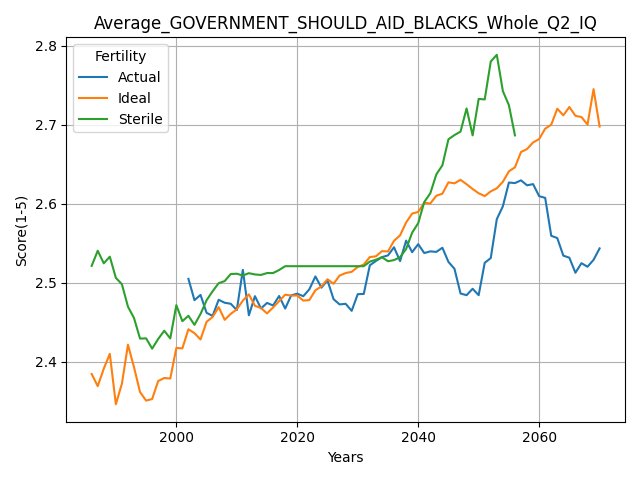 Average_GOVERNMENT_SHOULD_AID_BLACKS_Whole_Q2_IQ
2.8
2.7
2.6
2.5
2.4
Score(1-5)
Fertility
Actual
Ideal
Sterile
2000
2020
2040
2060
Years